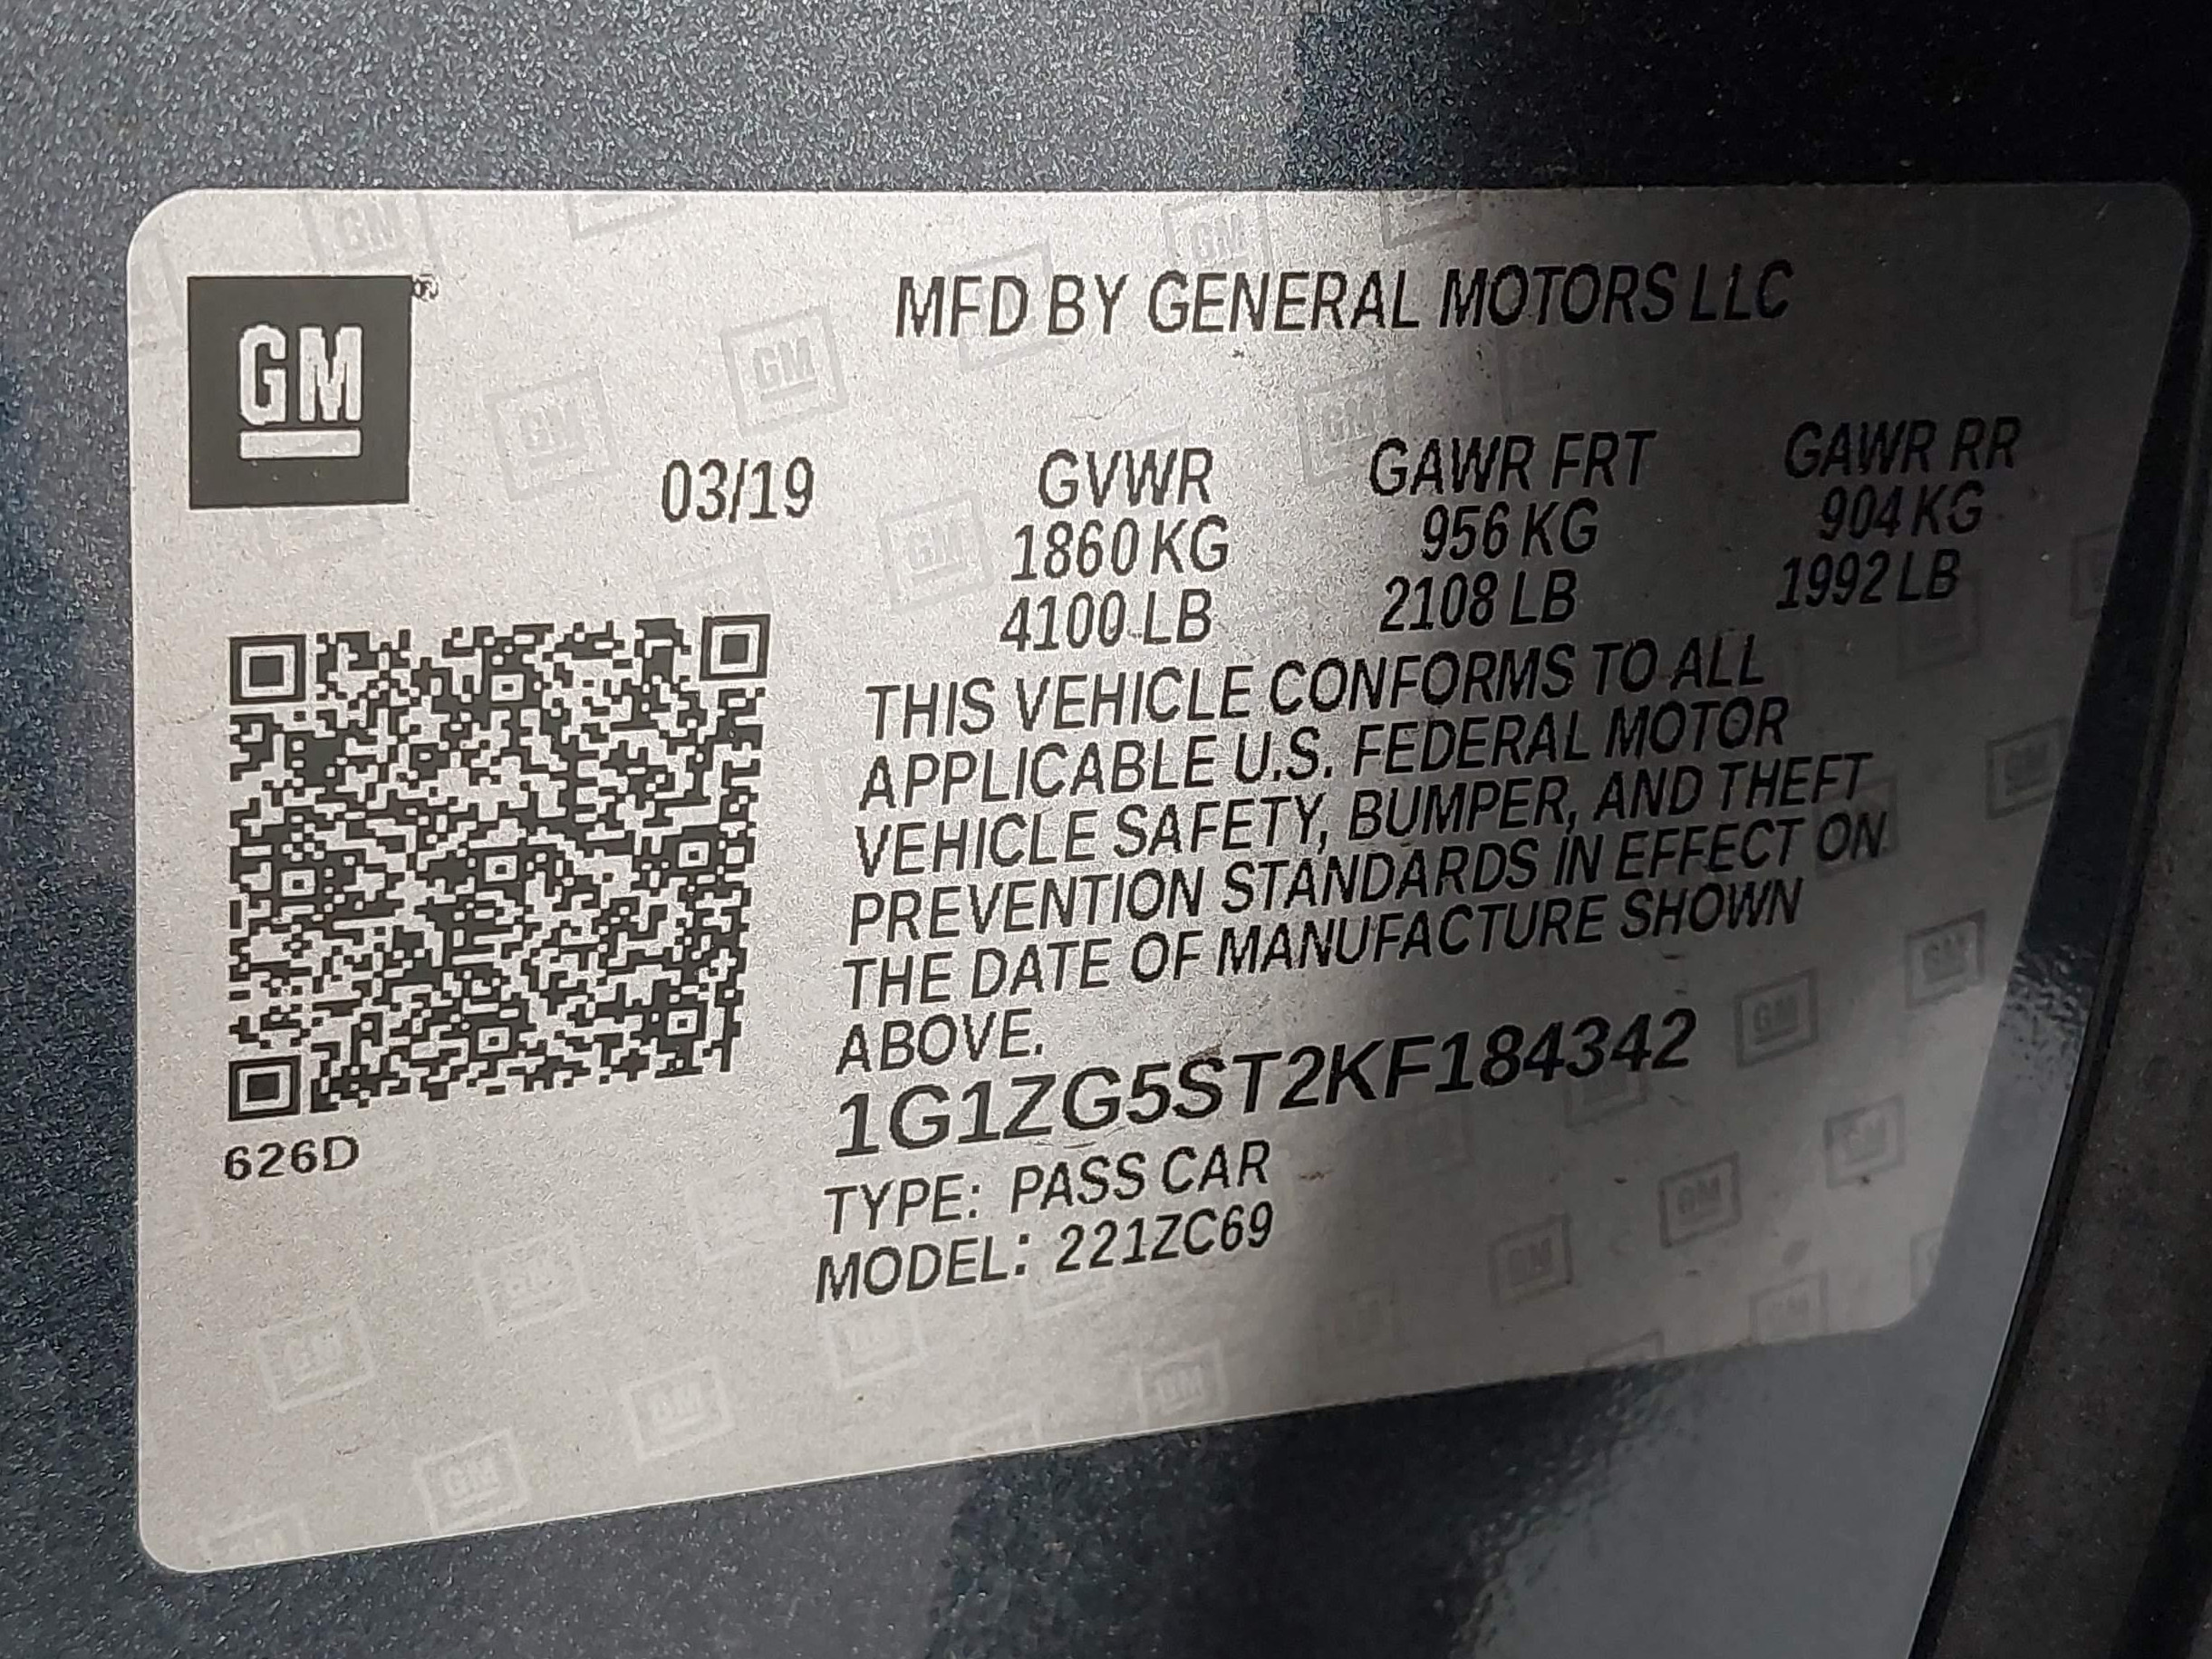 GM®
MFD BY GENERAL MOTORS LLC
03/19
GVWR GAWR FRT GAWR RR
1860 KG 956 KG 904 KG
4100 LB 2108 LB 1992 LB
THIS VEHICLE CONFORMS TO ALL
APPLICABLE U.S. FEDERAL MOTOR
VEHICLE SAFETY, BUMPER, AND THEFT
PREVENTION STANDARDS IN EFFECT ON
THE DATE OF MANUFACTURE SHOWN
ABOVE.
1G1ZG5ST2KF184342
TYPE: PASS CAR
MODEL: 221ZC69
626D